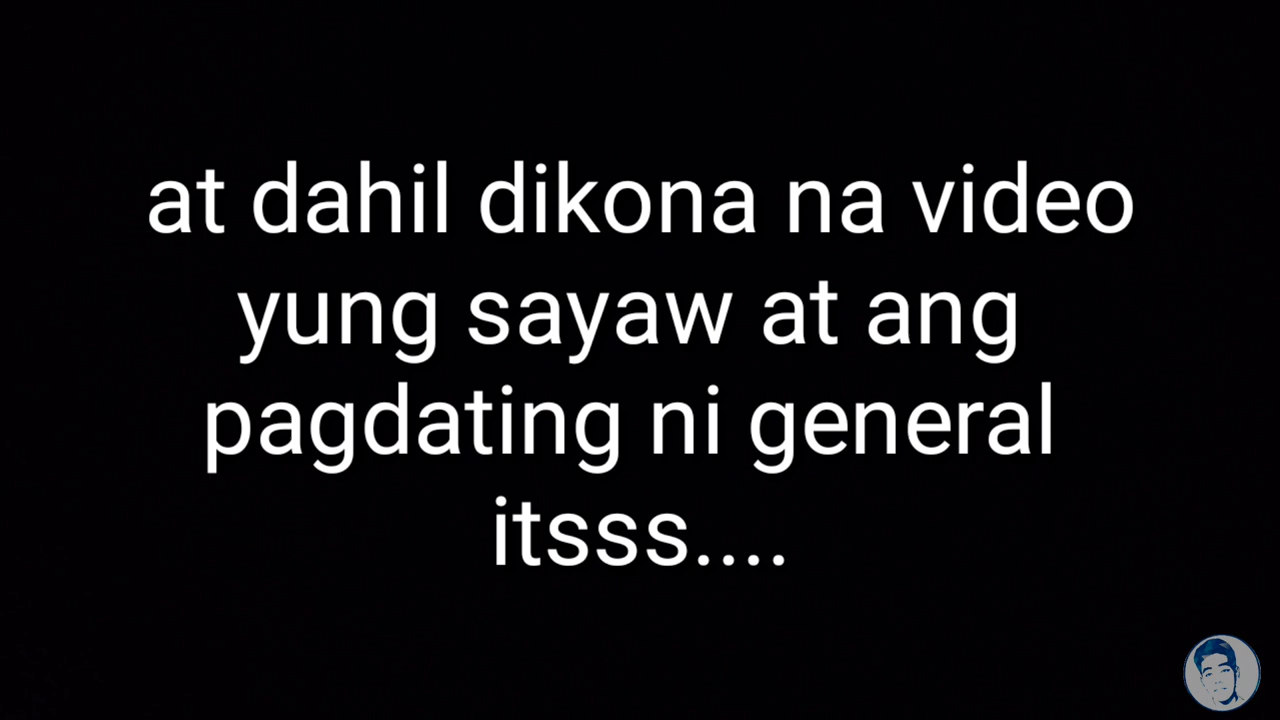 at dahil dikona na video
yung sayaw at ang
pagdating ni general
itsss....